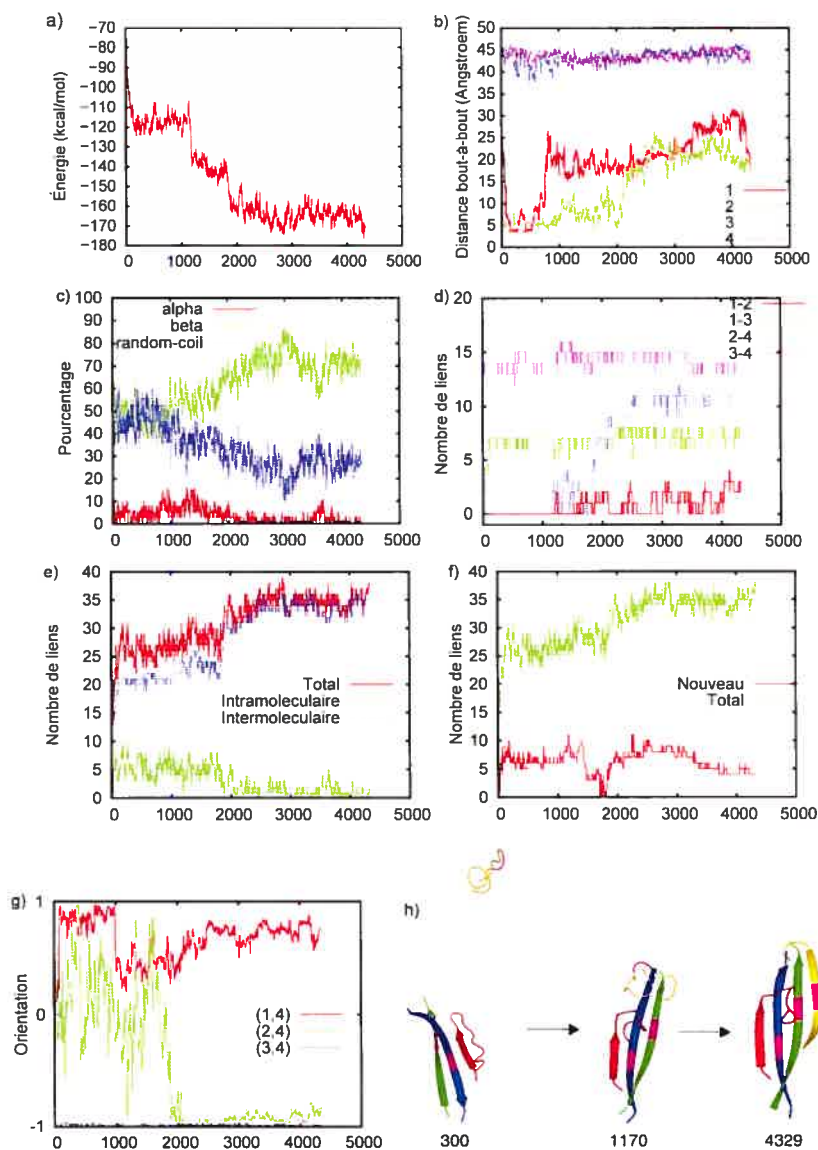 a)
−70
−80
−90
−100
−110
−120
−130
−140
−150
−160
−170
−180
Énergie (kcal/mol)
0 1000 2000 3000 4000 5000
b)
50
45
40
35
30
25
20
15
10
5
0
Distance bout-à-bout (Angstroem)
1
2
3
4
0 1000 2000 3000 4000 5000
c)
100
90
80
70
60
50
40
30
20
10
0
Pourcentage
alpha
beta
random-coil
0 1000 2000 3000 4000 5000
d)
20
15
10
5
0
Nombre de liens
1-2
1-3
2-4
3-4
0 1000 2000 3000 4000 5000
e)
40
35
30
25
20
15
10
5
0
Nombre de liens
Total
Intramoleculaire
Intermoleculaire
0 1000 2000 3000 4000 5000
f)
40
35
30
25
20
15
10
5
0
Nombre de liens
Nouveau
Total
0 1000 2000 3000 4000 5000
g)
1
0
-1
Orientation
(1,4)
(2,4)
(3,4)
0 1000 2000 3000 4000 5000
h)
300 1170 4329